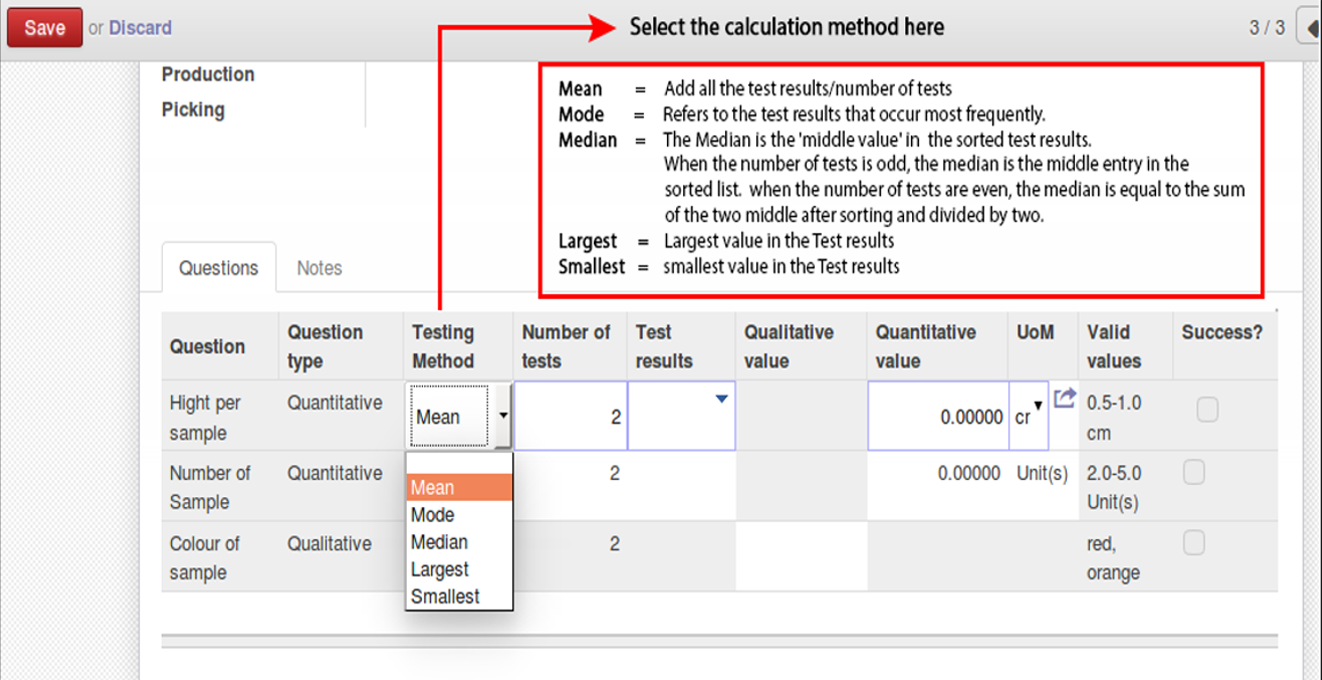 Save or Discard
Select the calculation method here
3 / 3
Production
Picking
Mean = Add all the test results/number of tests
Mode = Refers to the test results that occur most frequently.
Median = The Median is the 'middle value' in the sorted test results.
When the number of tests is odd, the median is the middle entry in the
sorted list. when the number of tests are even, the median is equal to the sum
of the two middle after sorting and divided by two.
Largest = Largest value in the Test results
Smallest = smallest value in the Test results
Questions Notes
Question Question type Testing Method Number of tests Test results Qualitative value Quantitative value UoM Valid values Success?
Hight per sample Quantitative Mean 2 0.00000 cr 0.5-1.0 cm
Number of Sample Quantitative 2 0.00000 Unit(s) 2.0-5.0 Unit(s)
Colour of sample Qualitative 2 red, orange
Mean
Mode
Median
Largest
Smallest